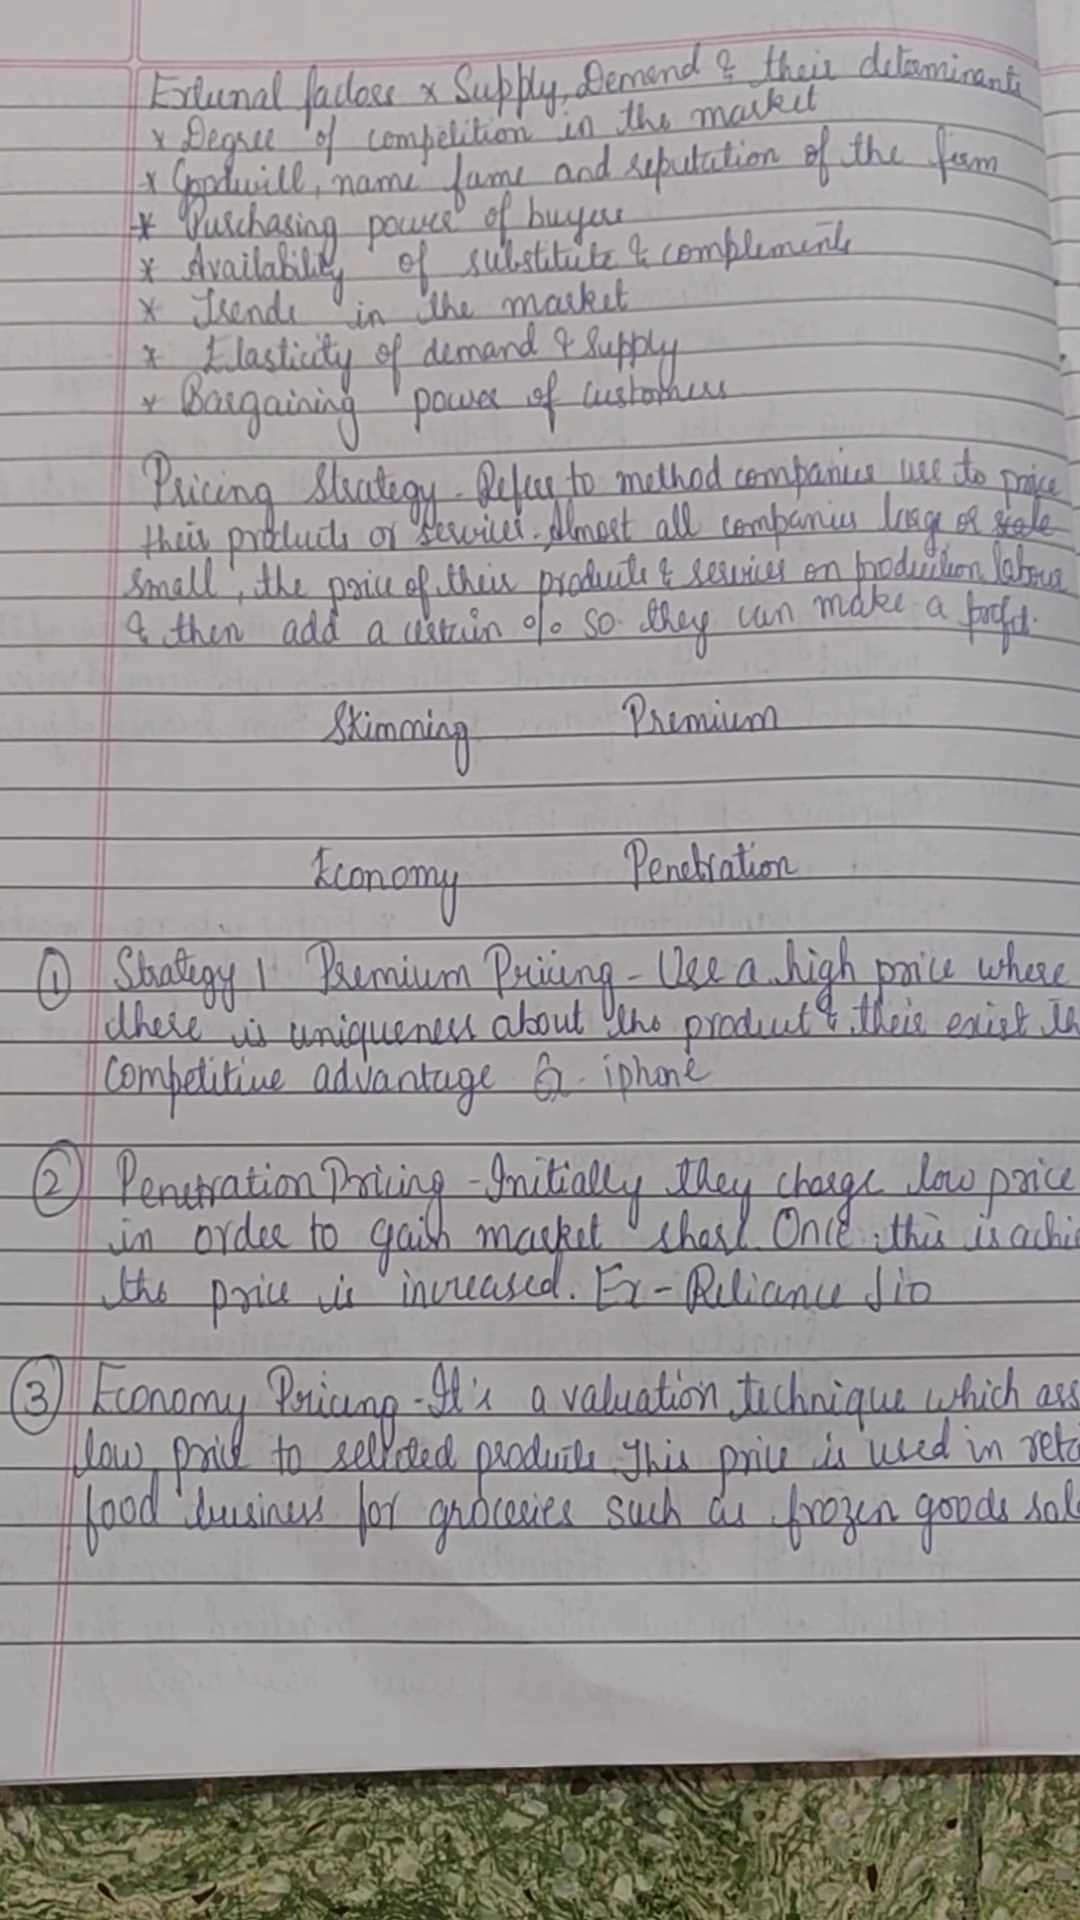 External factors x Supply, Demand & their determinants
x Degree of competition in the market
x Goodwill, name fame and reputation of the firm
x Purchasing power of buyers
x Availability of substitute & complements
x Trends in the market
x Elasticity of demand & supply
x Bargaining power of customers
Pricing Strategy - Refers to method companies use to price
their products or services. Almost all companies large or
small, the price of their products & services on production, labour
& then add a certain % so they can make a profit.
Skimming Premium
Economy Penetration
① Strategy 1 Premium Pricing - Use a high price where
there is uniqueness about the product & their exist
competitive advantage Ex. iphone
② Penetration Pricing - Initially they charge low price
in order to gain market share. Once this is achi
the price is increased. Ex - Reliance Jio
③ Economy Pricing - It is a valuation technique which ass
low price to selected products. This price is used in reta
food business for groceries such as frozen goods sol